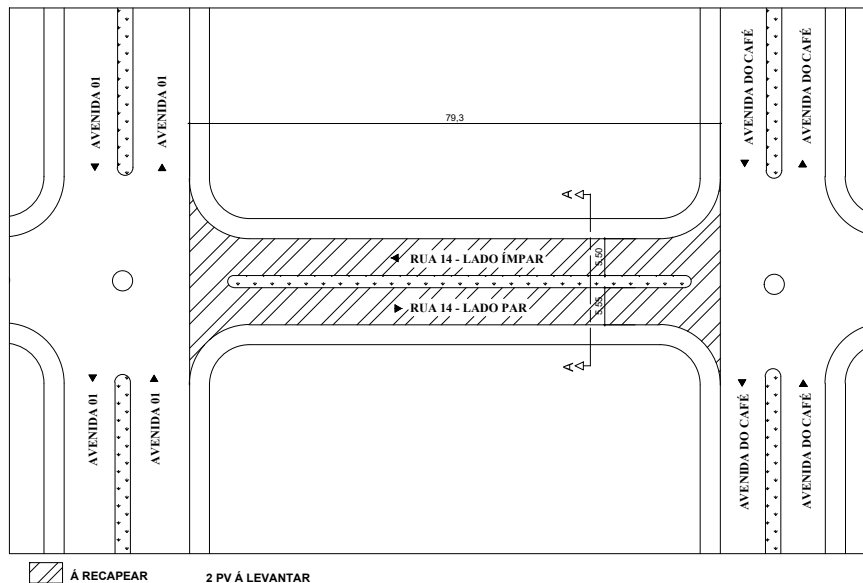 AVENIDA 01
AVENIDA 01
AVENIDA DO CAFÉ
AVENIDA DO CAFÉ
79,3
A
RUA 14 - LADO ÍMPAR
5,50
RUA 14 - LADO PAR
5,55
A
AVENIDA 01
AVENIDA 01
AVENIDA DO CAFÉ
AVENIDA DO CAFÉ
Á RECAPEAR
2 PV Á LEVANTAR